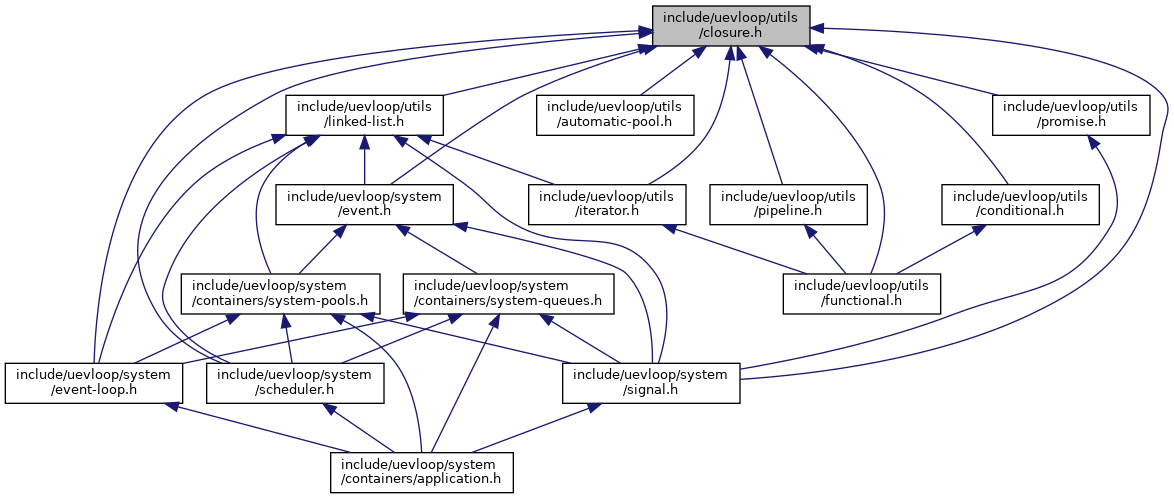 include/uevloop/utils
/closure.h
include/uevloop/utils
/linked-list.h
include/uevloop/utils
/automatic-pool.h
include/uevloop/utils
/promise.h
include/uevloop/system
/event.h
include/uevloop/utils
/iterator.h
include/uevloop/utils
/pipeline.h
include/uevloop/utils
/conditional.h
include/uevloop/system
/containers/system-pools.h
include/uevloop/system
/containers/system-queues.h
include/uevloop/utils
/functional.h
include/uevloop/system
/event-loop.h
include/uevloop/system
/scheduler.h
include/uevloop/system
/signal.h
include/uevloop/system
/containers/application.h